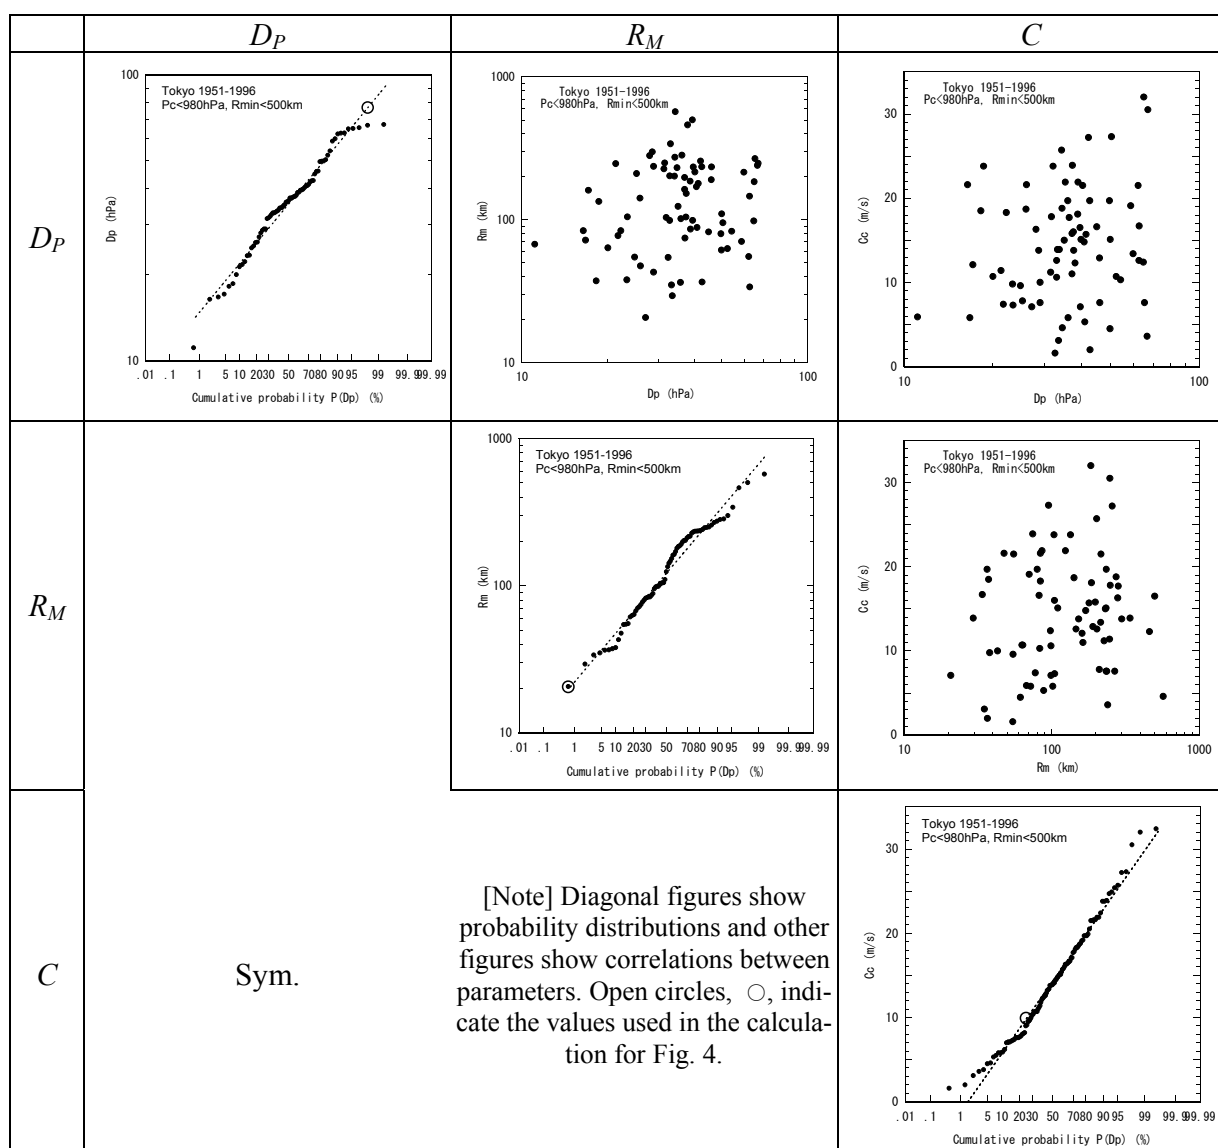 D_P
R_M
C
D_P
100
Tokyo 1951-1996
Pc<980hPa, Rmin<500km
Dp (hPa)
10
.01 .1 1 5 10 2030 50 7080 9095 99 99.99.99
Cumulative probability P(Dp) (%)
1000
Tokyo 1951-1996
Pc<980hPa, Rmin<500km
Rm (km)
100
10
10 100
Dp (hPa)
Tokyo 1951-1996
Pc<980hPa, Rmin<500km
30
Cc (m/s)
20
10
0
10 100
Dp (hPa)
R_M
1000
Tokyo 1951-1996
Pc<980hPa, Rmin<500km
Rm (km)
100
10
.01 .1 1 5 10 2030 50 7080 9095 99 99.99.99
Cumulative probability P(Dp) (%)
Tokyo 1951-1996
Pc<980hPa, Rmin<500km
30
Cc (m/s)
20
10
0
10 100 1000
Rm (km)
C
Sym.
[Note] Diagonal figures show
probability distributions and other
figures show correlations between
parameters. Open circles, ○, indi-
cate the values used in the calcula-
tion for Fig. 4.
Tokyo 1951-1996
Pc<980hPa, Rmin<500km
30
Cc (m/s)
20
10
0
.01 .1 1 5 10 2030 50 7080 9095 99 99.99.99
Cumulative probability P(Dp) (%)